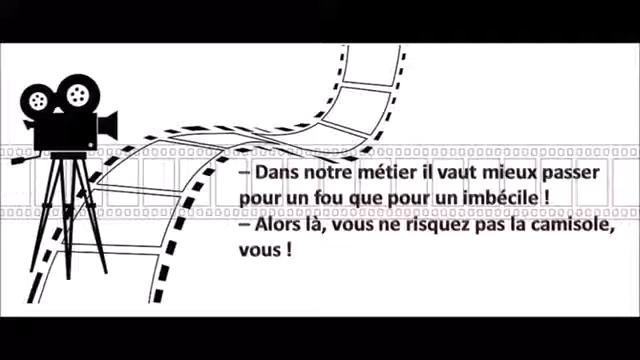 – Dans notre métier il vaut mieux passer
pour un fou que pour un imbécile !
– Alors là, vous ne risquez pas la camisole,
vous !